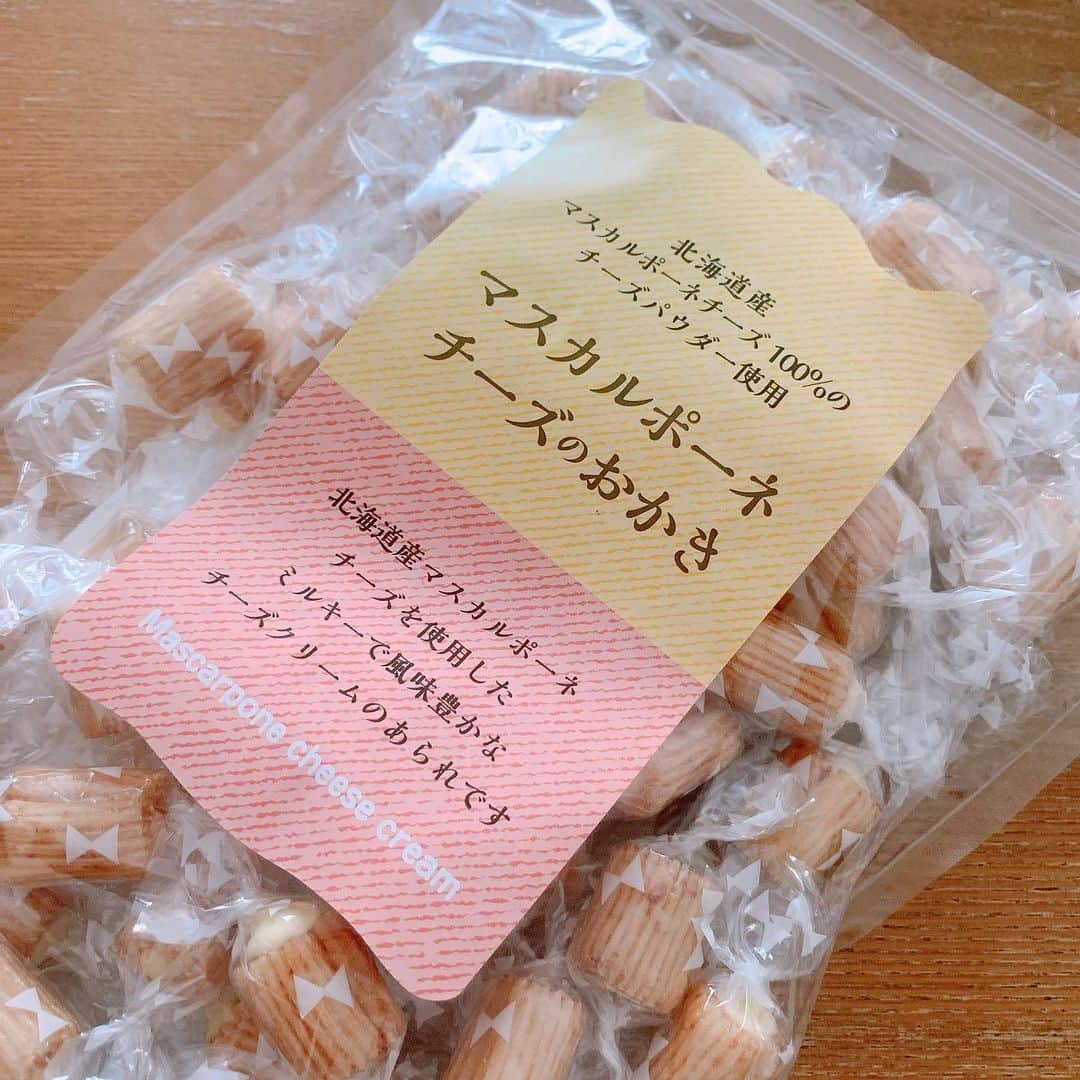 北海道産
マスカルポーネチーズ100%の
チーズパウダー使用
マスカルポーネ
チーズのおかき
北海道産マスカルポーネ
チーズを使用した
ミルキーで風味豊かな
チーズクリームのあられです
Mascarpone cheese cream